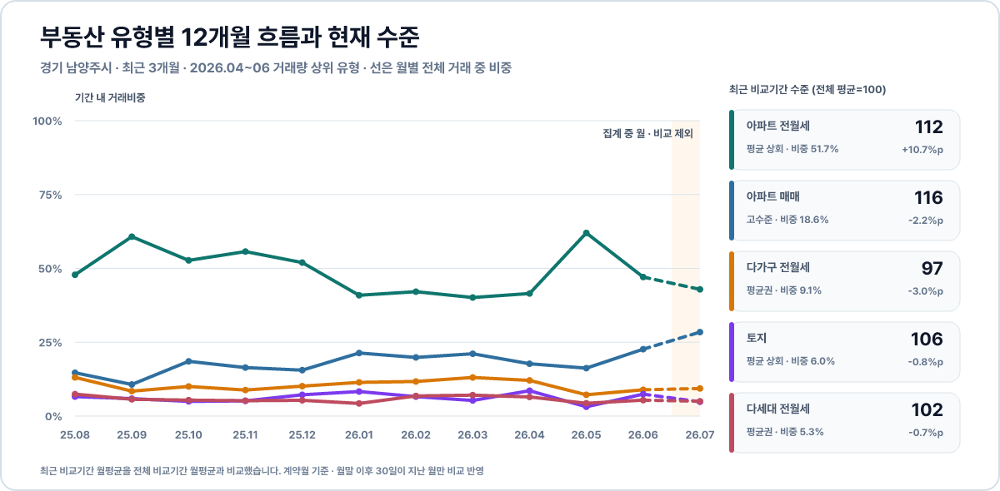 부동산 유형별 12개월 흐름과 현재 수준
경기 남양주시 · 최근 3개월 · 2026.04~06 거래량 상위 유형 · 선은 월별 전체 거래 중 비중
기간 내 거래비중
100%
75%
50%
25%
0%
집계 중 월 · 비교 제외
25.08 25.09 25.10 25.11 25.12 26.01 26.02 26.03 26.04 26.05 26.06 26.07
최근 비교기간 수준 (전체 평균=100)
아파트 전월세 112
평균 상회 · 비중 51.7% +10.7%p
아파트 매매 116
고수준 · 비중 18.6% -2.2%p
다가구 전월세 97
평균권 · 비중 9.1% -3.0%p
토지 106
평균 상회 · 비중 6.0% -0.8%p
다세대 전월세 102
평균권 · 비중 5.3% -0.7%p
최근 비교기간 월평균을 전체 비교기간 월평균과 비교했습니다. 계약월 기준 · 월말 이후 30일이 지난 월만 비교 반영